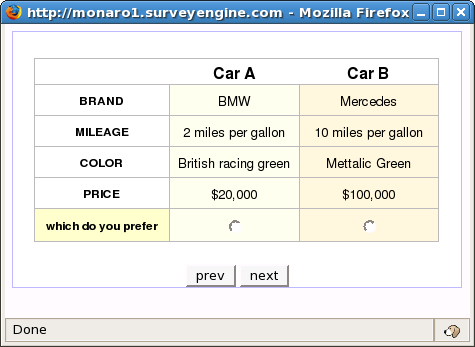 http://monaro1.surveyengine.com - Mozilla Firefox
Car A Car B
BRAND BMW Mercedes
MILEAGE 2 miles per gallon 10 miles per gallon
COLOR British racing green Mettalic Green
PRICE $20,000 $100,000
which do you prefer
prev next
Done